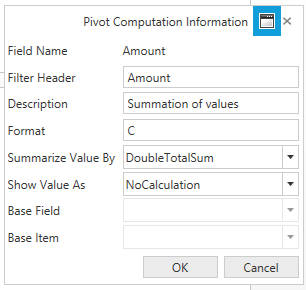 Pivot Computation Information
Field Name Amount
Filter Header Amount
Description Summation of values
Format C
Summarize Value By DoubleTotalSum
Show Value As NoCalculation
Base Field
Base Item
OK Cancel